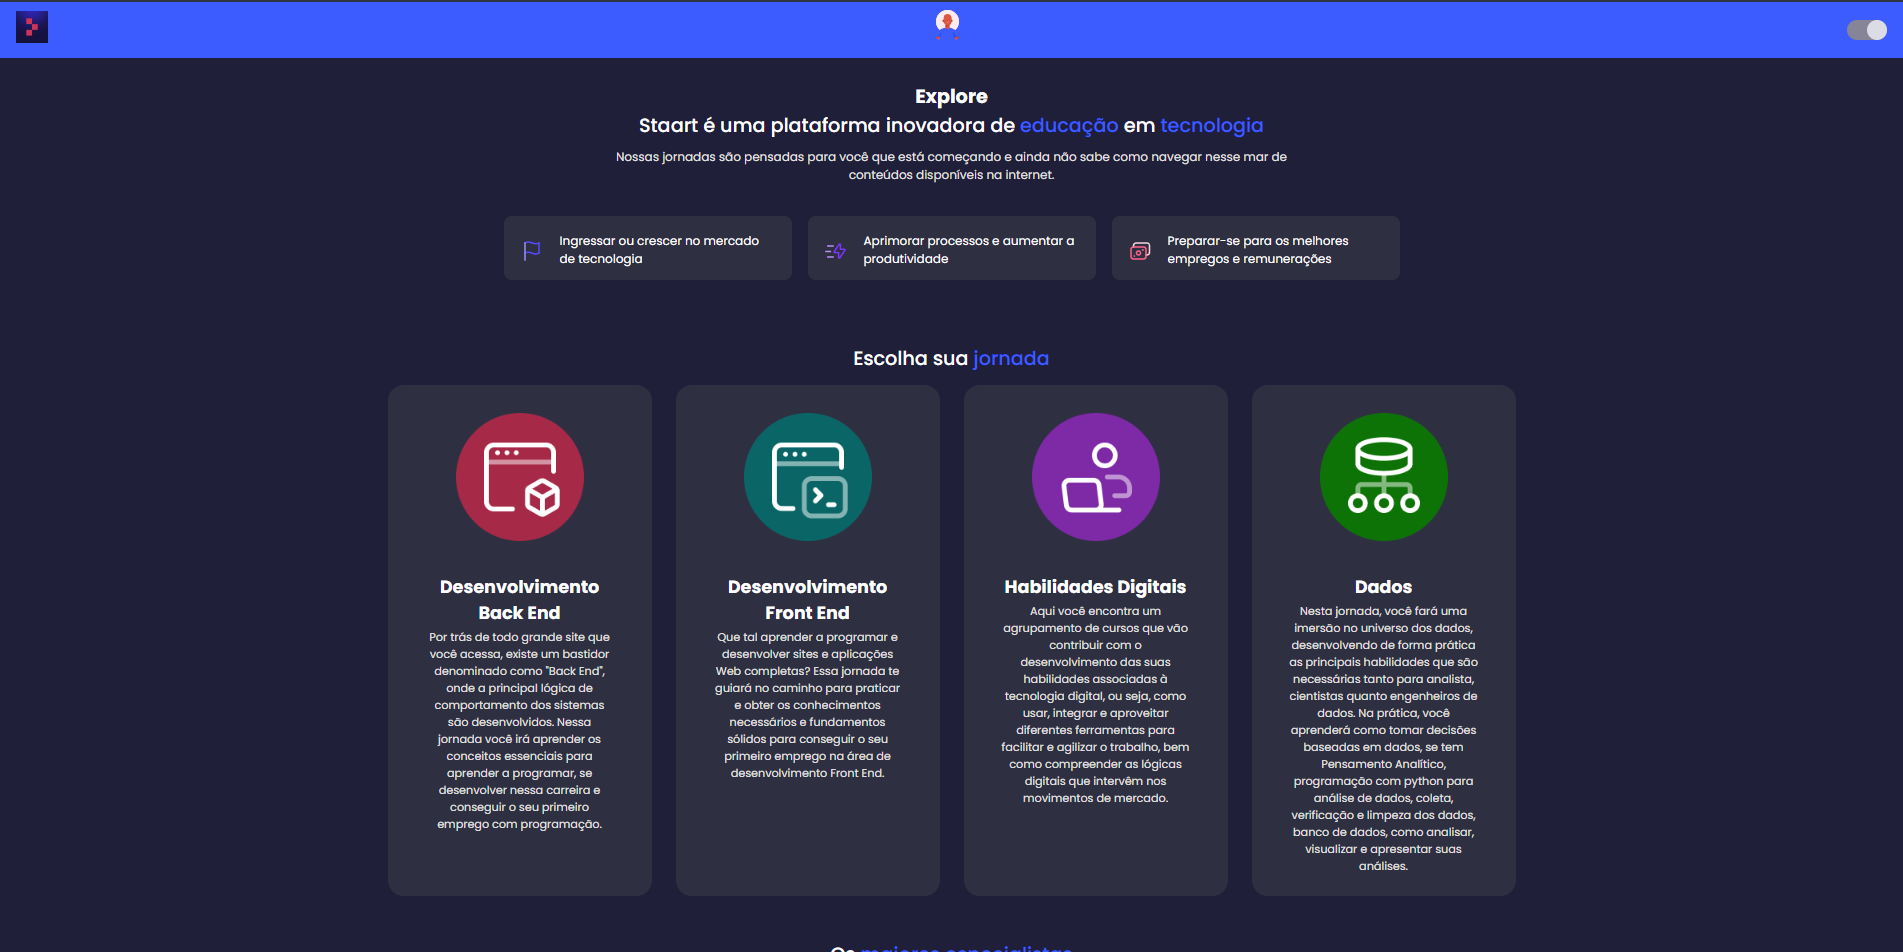 Explore
Staart é uma plataforma inovadora de educação em tecnologia
Nossas jornadas são pensadas para você que está começando e ainda não sabe como navegar nesse mar de
conteúdos disponíveis na internet.
Ingressar ou crescer no mercado
de tecnologia
Aprimorar processos e aumentar a
produtividade
Preparar-se para os melhores
empregos e remunerações
Escolha sua jornada
Desenvolvimento
Back End
Por trás de todo grande site que
você acessa, existe um bastidor
denominado como "Back End",
onde a principal lógica de
comportamento dos sistemas
são desenvolvidos. Nessa
jornada você irá aprender os
conceitos essenciais para
aprender a programar, se
desenvolver nessa carreira e
conseguir o seu primeiro
emprego com programação.
Desenvolvimento
Front End
Que tal aprender a programar e
desenvolver sites e aplicações
Web completas? Essa jornada te
guiará no caminho para praticar
e obter os conhecimentos
necessários e fundamentos
sólidos para conseguir o seu
primeiro emprego na área de
desenvolvimento Front End.
Habilidades Digitais
Aqui você encontra um
agrupamento de cursos que vão
contribuir com o
desenvolvimento das suas
habilidades associadas à
tecnologia digital, ou seja, como
usar, integrar e aproveitar
diferentes ferramentas para
facilitar e agilizar o trabalho, bem
como compreender as lógicas
digitais que intervêm nos
movimentos de mercado.
Dados
Nesta jornada, você fará uma
imersão no universo dos dados,
desenvolvendo de forma prática
as principais habilidades que são
necessárias tanto para analista,
cientistas quanto engenheiros de
dados. Na prática, você
aprenderá como tomar decisões
baseadas em dados, se tem
Pensamento Analítico,
programação com python para
análise de dados, coleta,
verificação e limpeza dos dados,
banco de dados, como analisar,
visualizar e apresentar suas
análises.
Os maiores especialistas